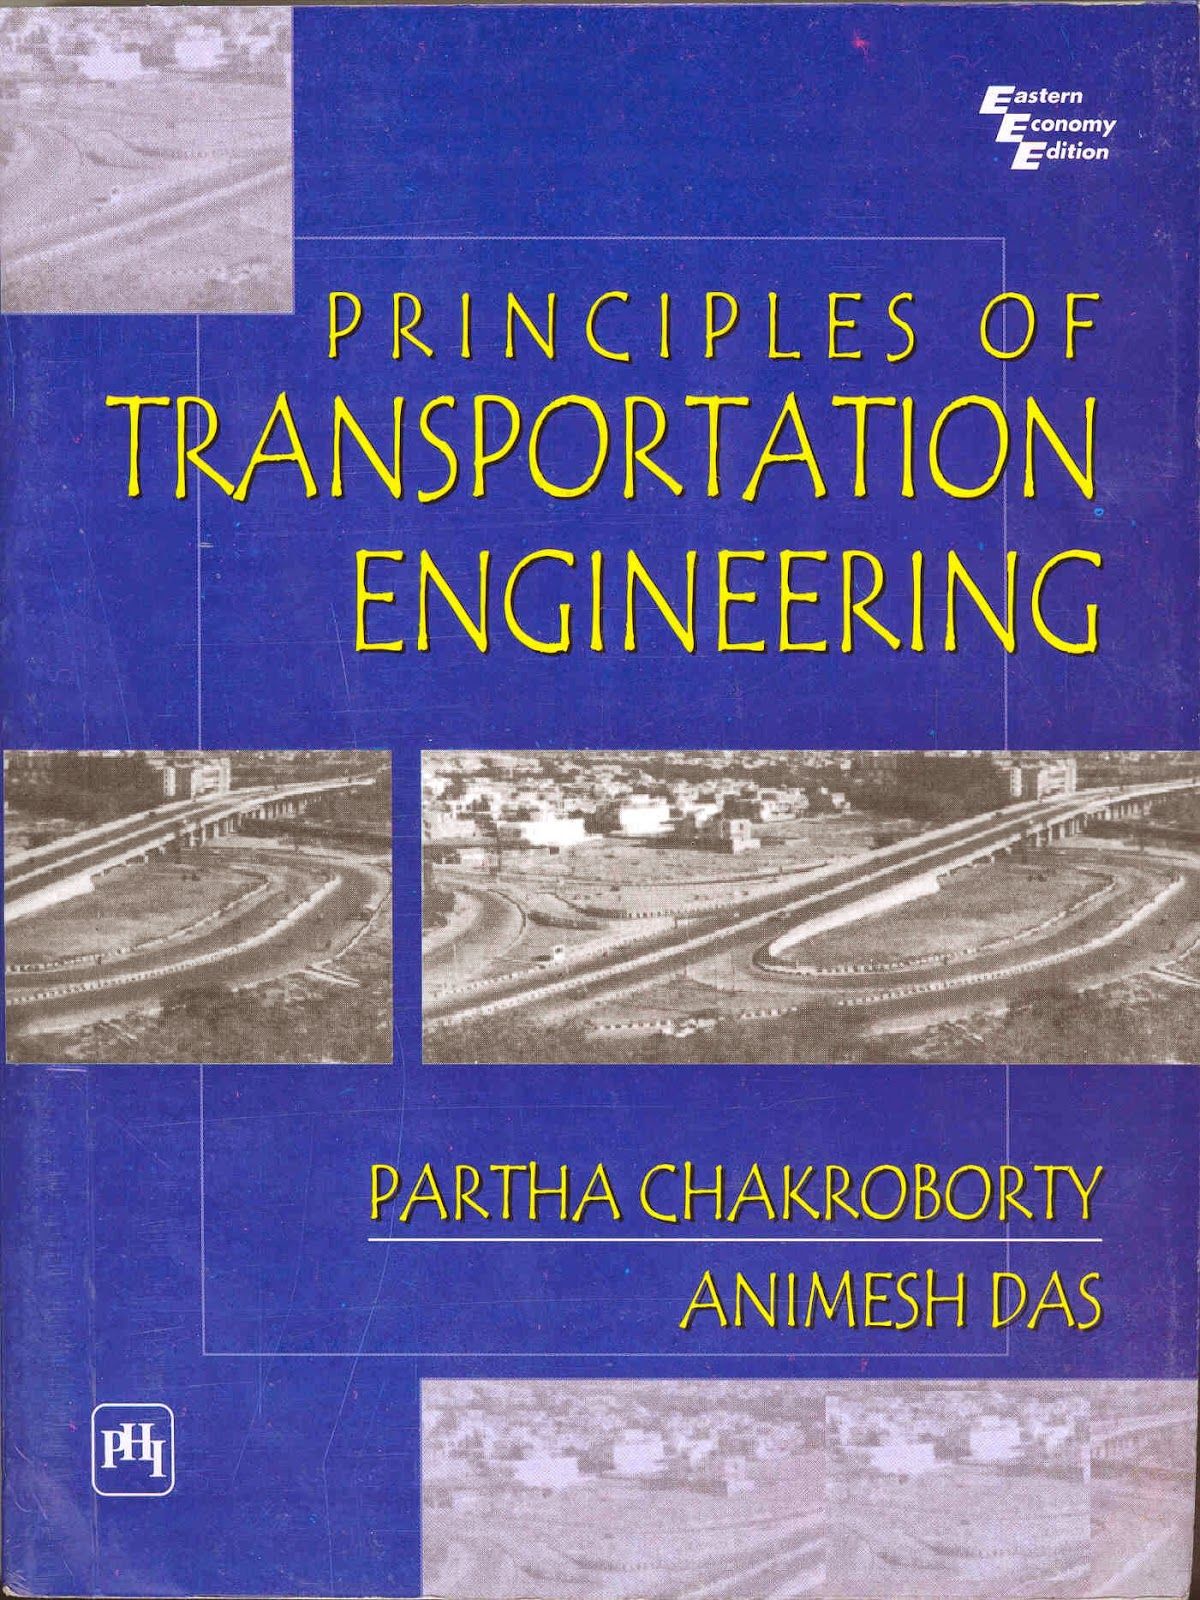 Eastern
Economy
Edition
PRINCIPLES OF
TRANSPORTATION
ENGINEERING
PARTHA CHAKROBORTY
ANIMESH DAS
PHI